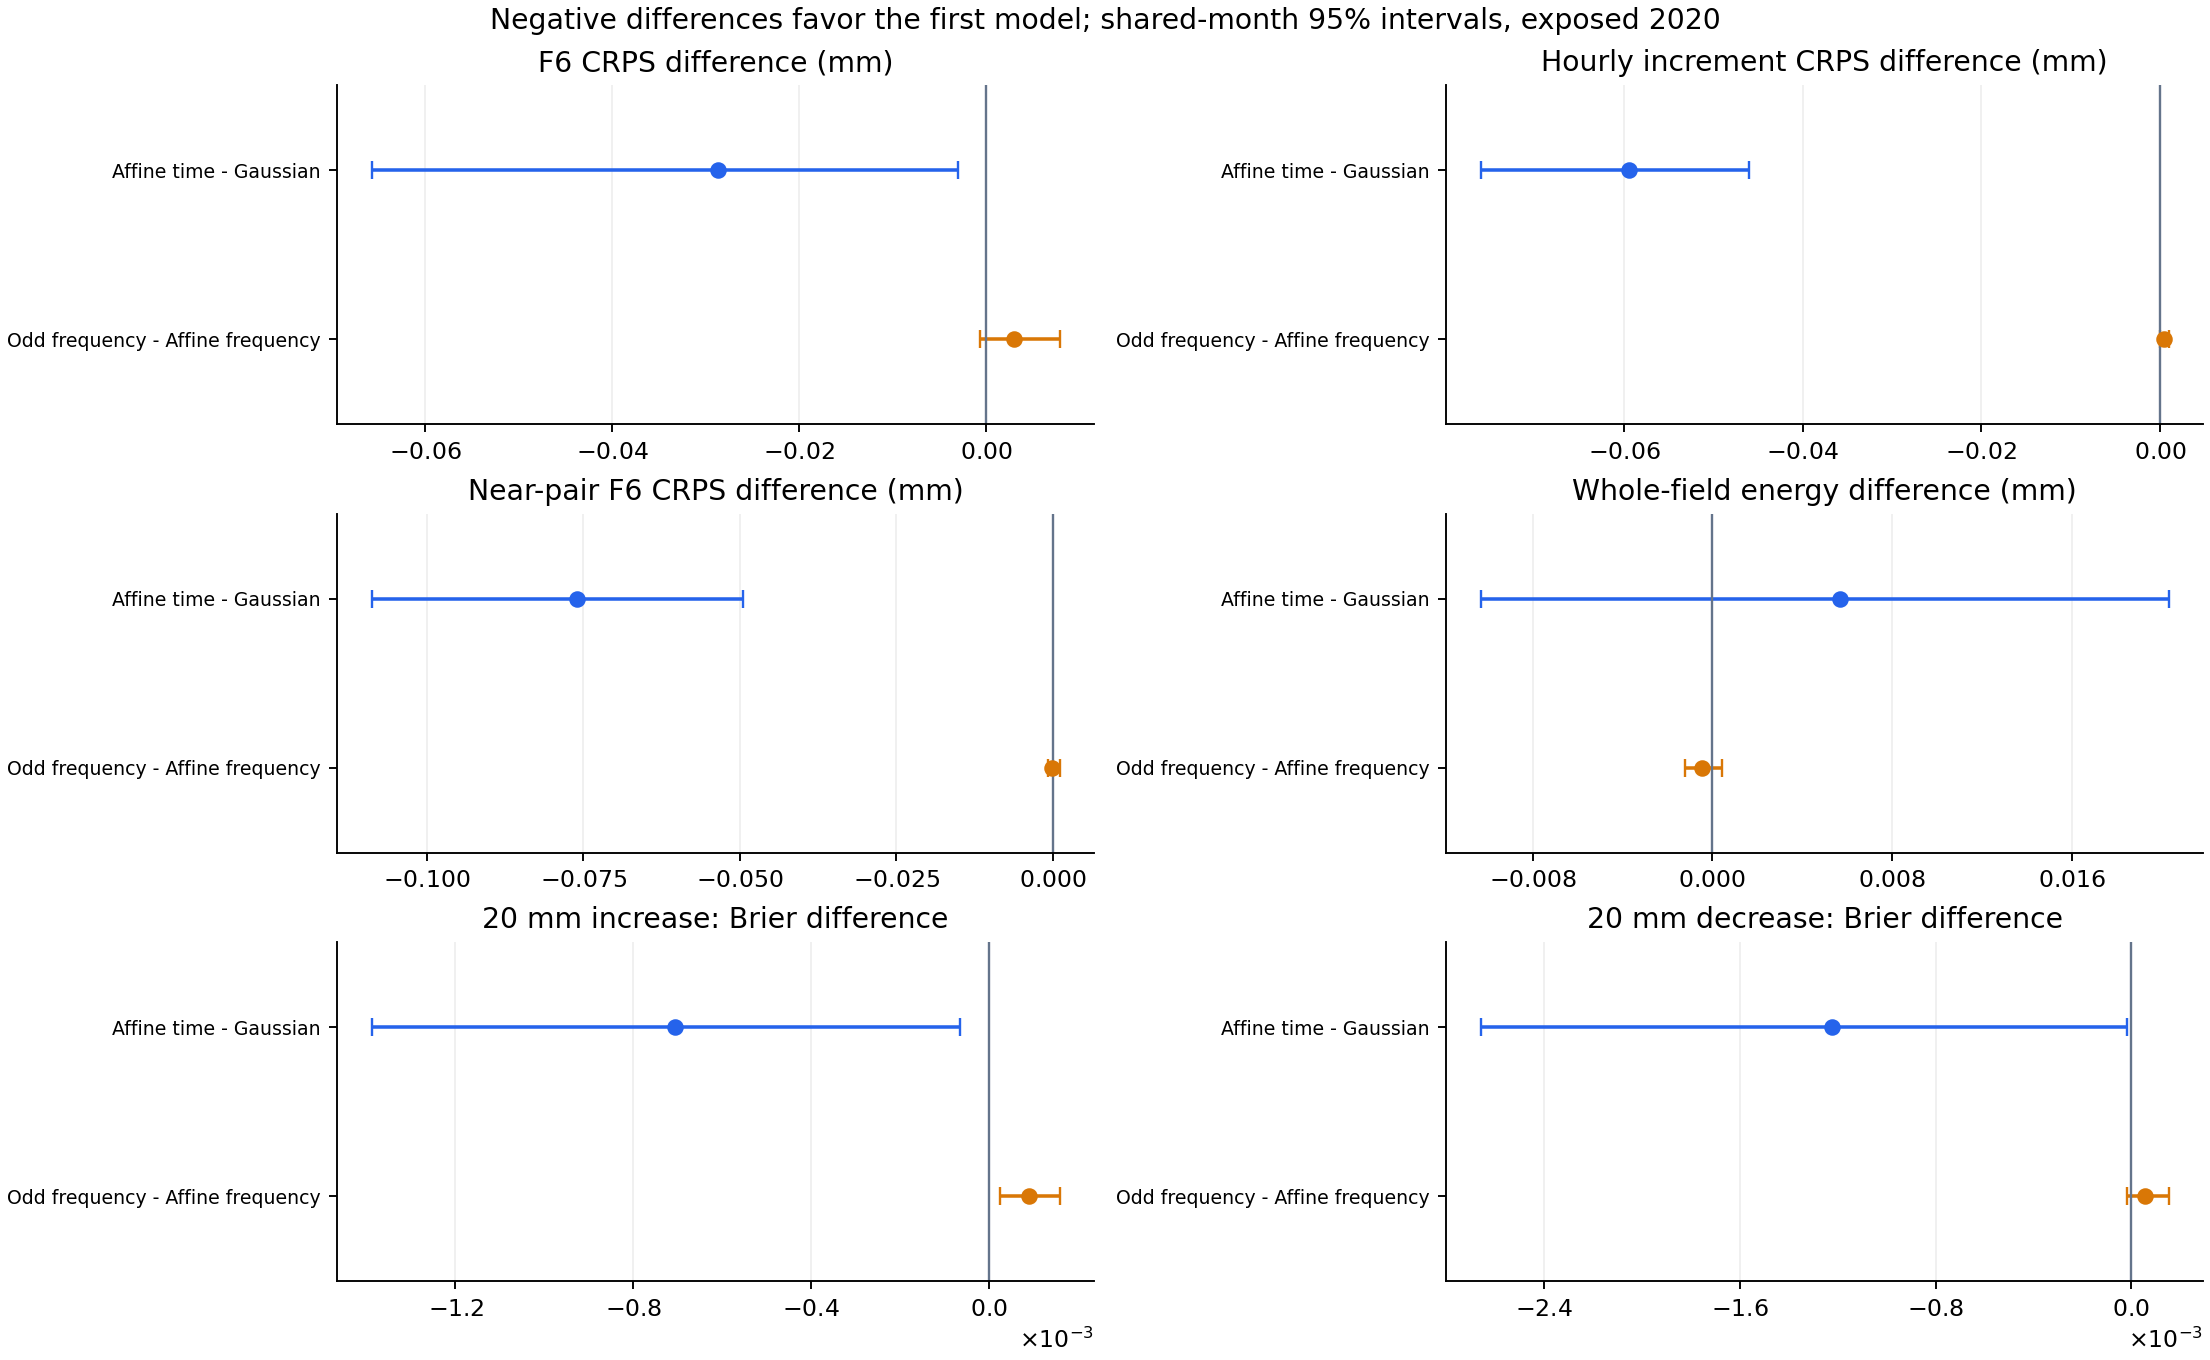 Negative differences favor the first model; shared-month 95% intervals, exposed 2020
F6 CRPS difference (mm)
Affine time - Gaussian
Odd frequency - Affine frequency
−0.06 −0.04 −0.02 0.00
Hourly increment CRPS difference (mm)
Affine time - Gaussian
Odd frequency - Affine frequency
−0.06 −0.04 −0.02 0.00
Near-pair F6 CRPS difference (mm)
Affine time - Gaussian
Odd frequency - Affine frequency
−0.100 −0.075 −0.050 −0.025 0.000
Whole-field energy difference (mm)
Affine time - Gaussian
Odd frequency - Affine frequency
−0.008 0.000 0.008 0.016
20 mm increase: Brier difference
Affine time - Gaussian
Odd frequency - Affine frequency
−1.2 −0.8 −0.4 0.0
×10⁻³
20 mm decrease: Brier difference
Affine time - Gaussian
Odd frequency - Affine frequency
−2.4 −1.6 −0.8 0.0
×10⁻³